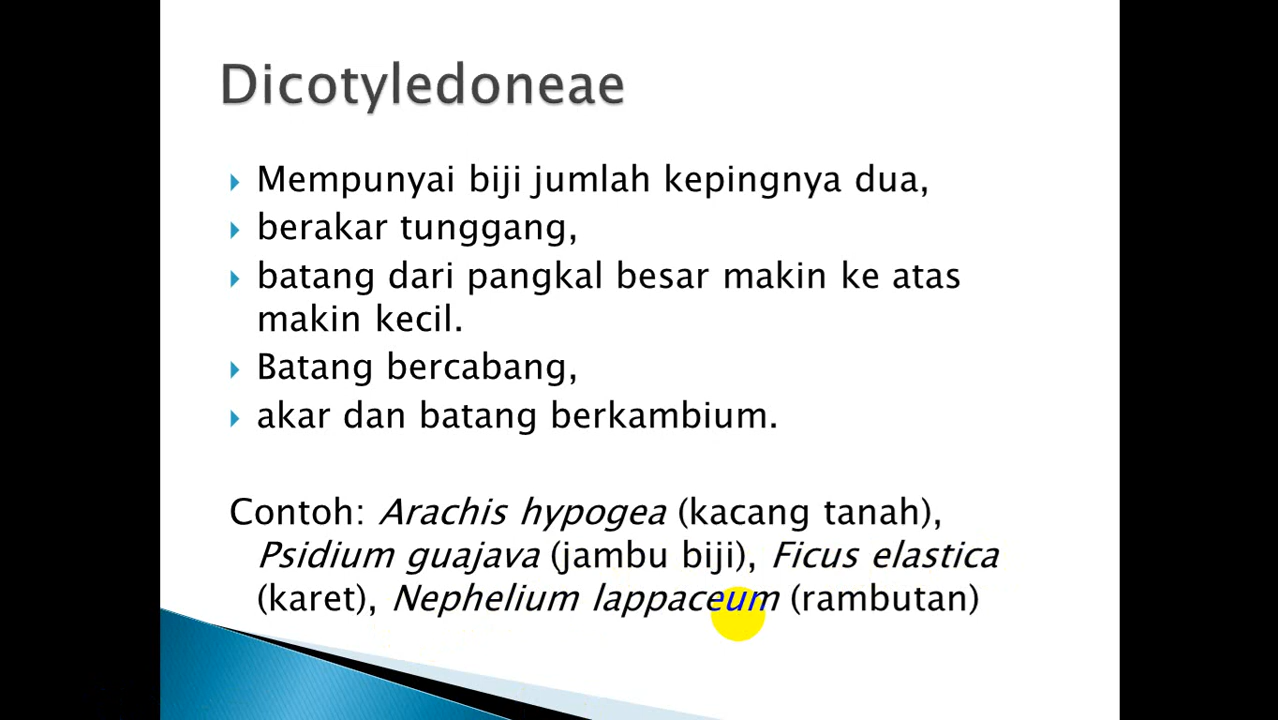 Dicotyledoneae
Mempunyai biji jumlah kepingnya dua,
berakar tunggang,
batang dari pangkal besar makin ke atas
makin kecil.
Batang bercabang,
akar dan batang berkambium.
Contoh: Arachis hypogea (kacang tanah),
Psidium guajava (jambu biji), Ficus elastica
(karet), Nephelium lappaceum (rambutan)